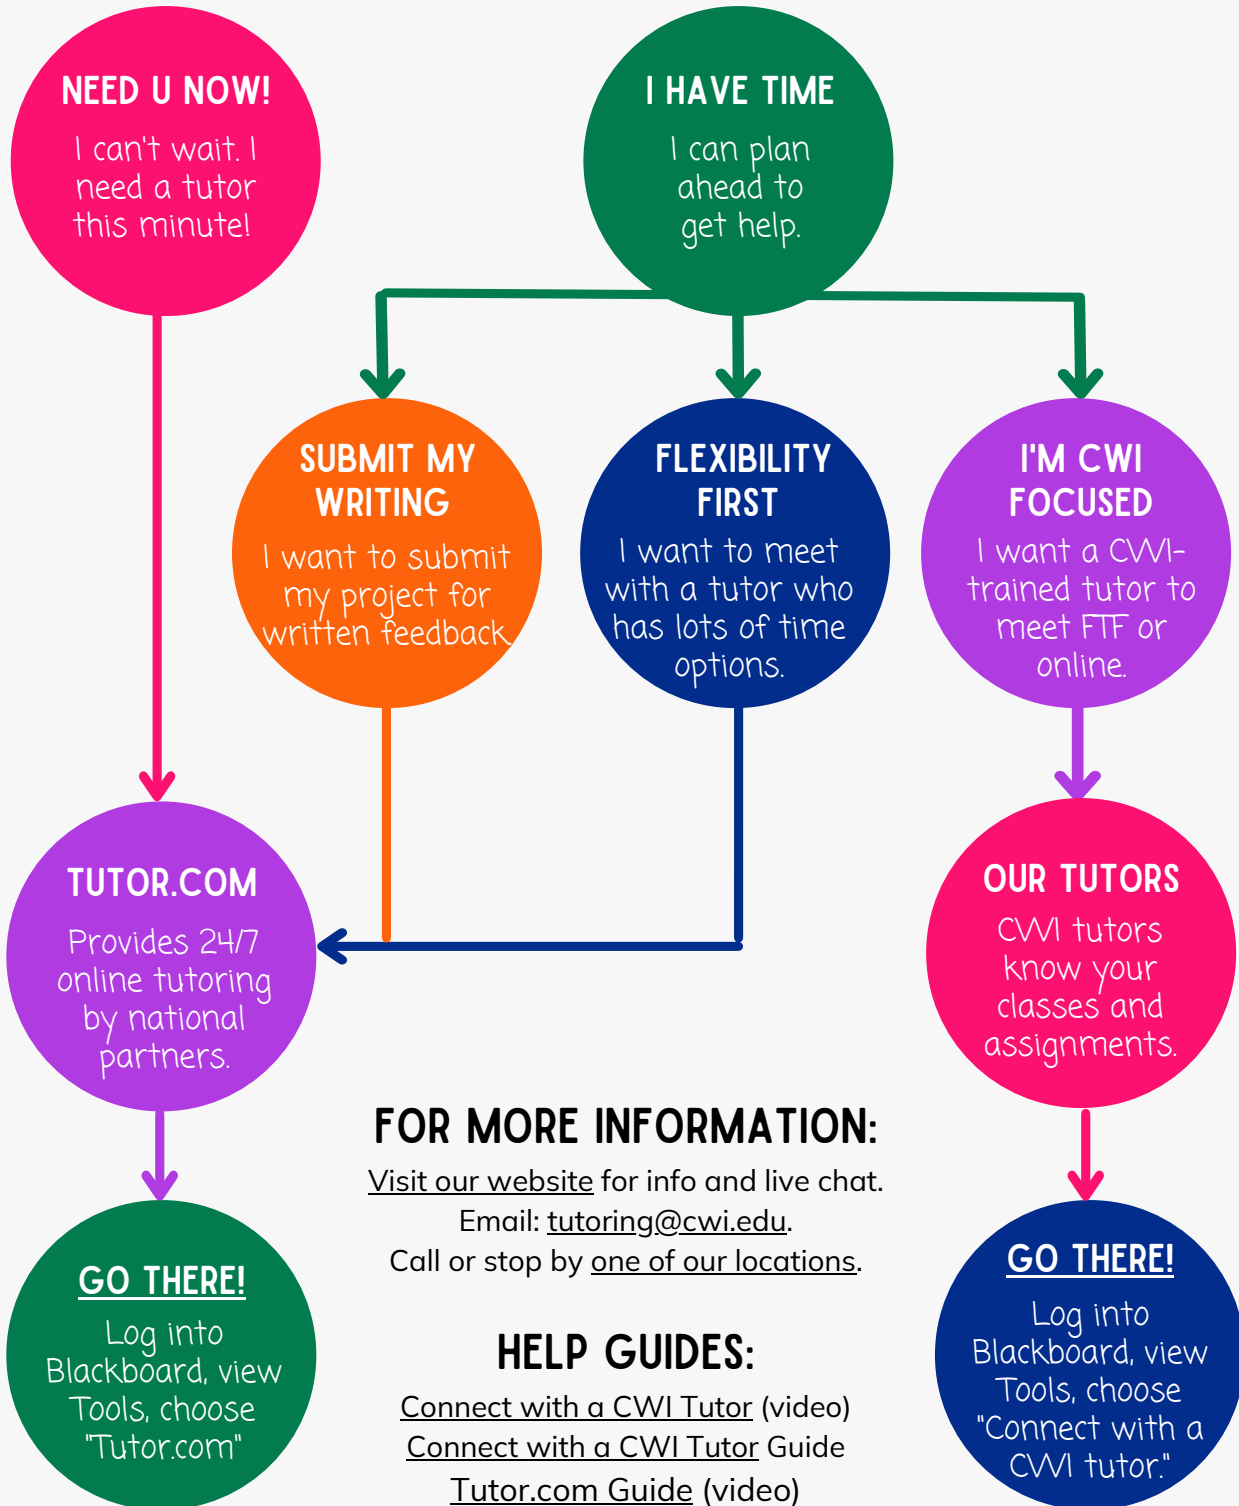 NEED U NOW!
I can't wait. I
need a tutor
this minute!
I HAVE TIME
I can plan
ahead to
get help.
SUBMIT MY
WRITING
I want to submit
my project for
written feedback.
FLEXIBILITY
FIRST
I want to meet
with a tutor who
has lots of time
options.
I'M CWI
FOCUSED
I want a CWI-
trained tutor to
meet FTF or
online.
TUTOR.COM
Provides 24/7
online tutoring
by national
partners.
OUR TUTORS
CWI tutors
know your
classes and
assignments.
GO THERE!
Log into
Blackboard, view
Tools, choose
"Tutor.com"
FOR MORE INFORMATION:
Visit our website for info and live chat.
Email: tutoring@cwi.edu.
Call or stop by one of our locations.
HELP GUIDES:
Connect with a CWI Tutor (video)
Connect with a CWI Tutor Guide
Tutor.com Guide (video)
GO THERE!
Log into
Blackboard, view
Tools, choose
"Connect with a
CWI tutor."